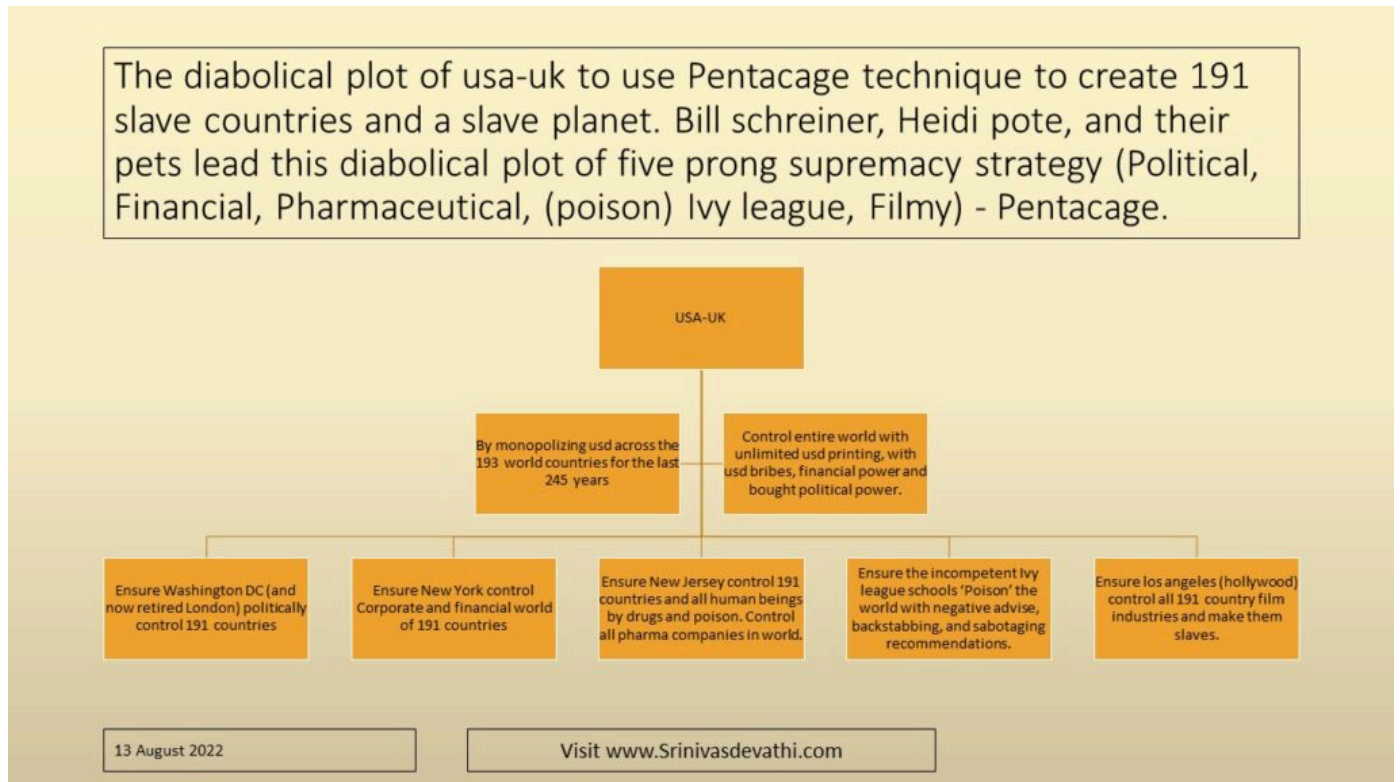 The diabolical plot of usa-uk to use Pentacage technique to create 191
slave countries and a slave planet. Bill schreiner, Heidi pote, and their
pets lead this diabolical plot of five prong supremacy strategy (Political,
Financial, Pharmaceutical, (poison) Ivy league, Filmy) - Pentacage.
USA-UK
By monopolizing usd across the
193 world countries for the last
245 years
Control entire world with
unlimited usd printing, with
usd bribes, financial power and
bought political power.
Ensure Washington DC (and
now retired London) politically
control 191 countries
Ensure New York control
Corporate and financial world
of 191 countries
Ensure New Jersey control 191
countries and all human beings
by drugs and poison. Control
all pharma companies in world.
Ensure the incompetent Ivy
league schools ‘Poison’ the
world with negative advise,
backstabbing, and sabotaging
recommendations.
Ensure los angeles (hollywood)
control all 191 country film
industries and make them
slaves.
13 August 2022
Visit www.Srinivasdevathi.com